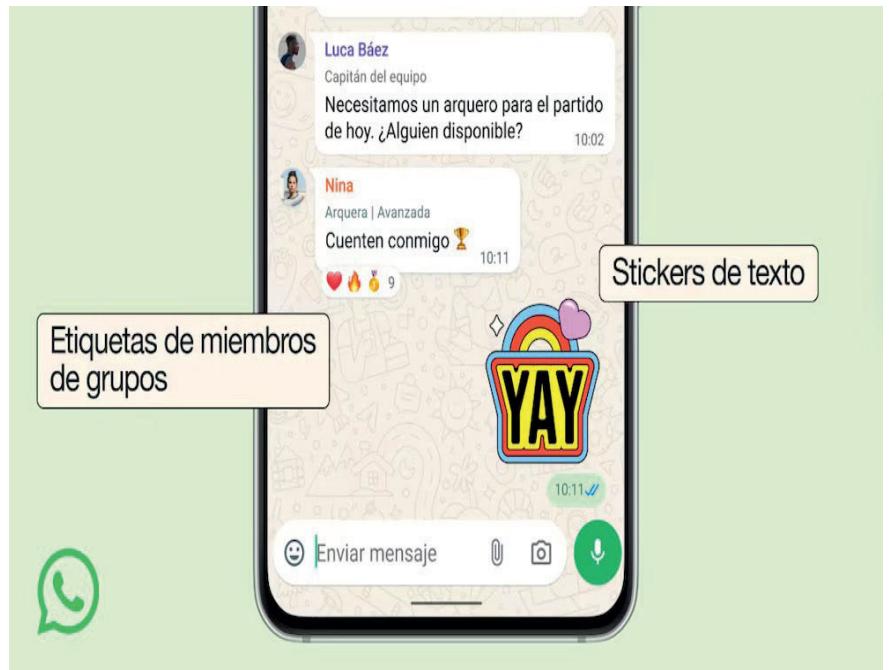 Luca Báez
Capitán del equipo
Necesitamos un arquero para el partido
de hoy. ¿Alguien disponible?
10:02
Nina
Arquera | Avanzada
Cuenten conmigo 🏆
10:11
❤️🔥🏅 9
Stickers de texto
Etiquetas de miembros
de grupos
YAY
10:11
Enviar mensaje